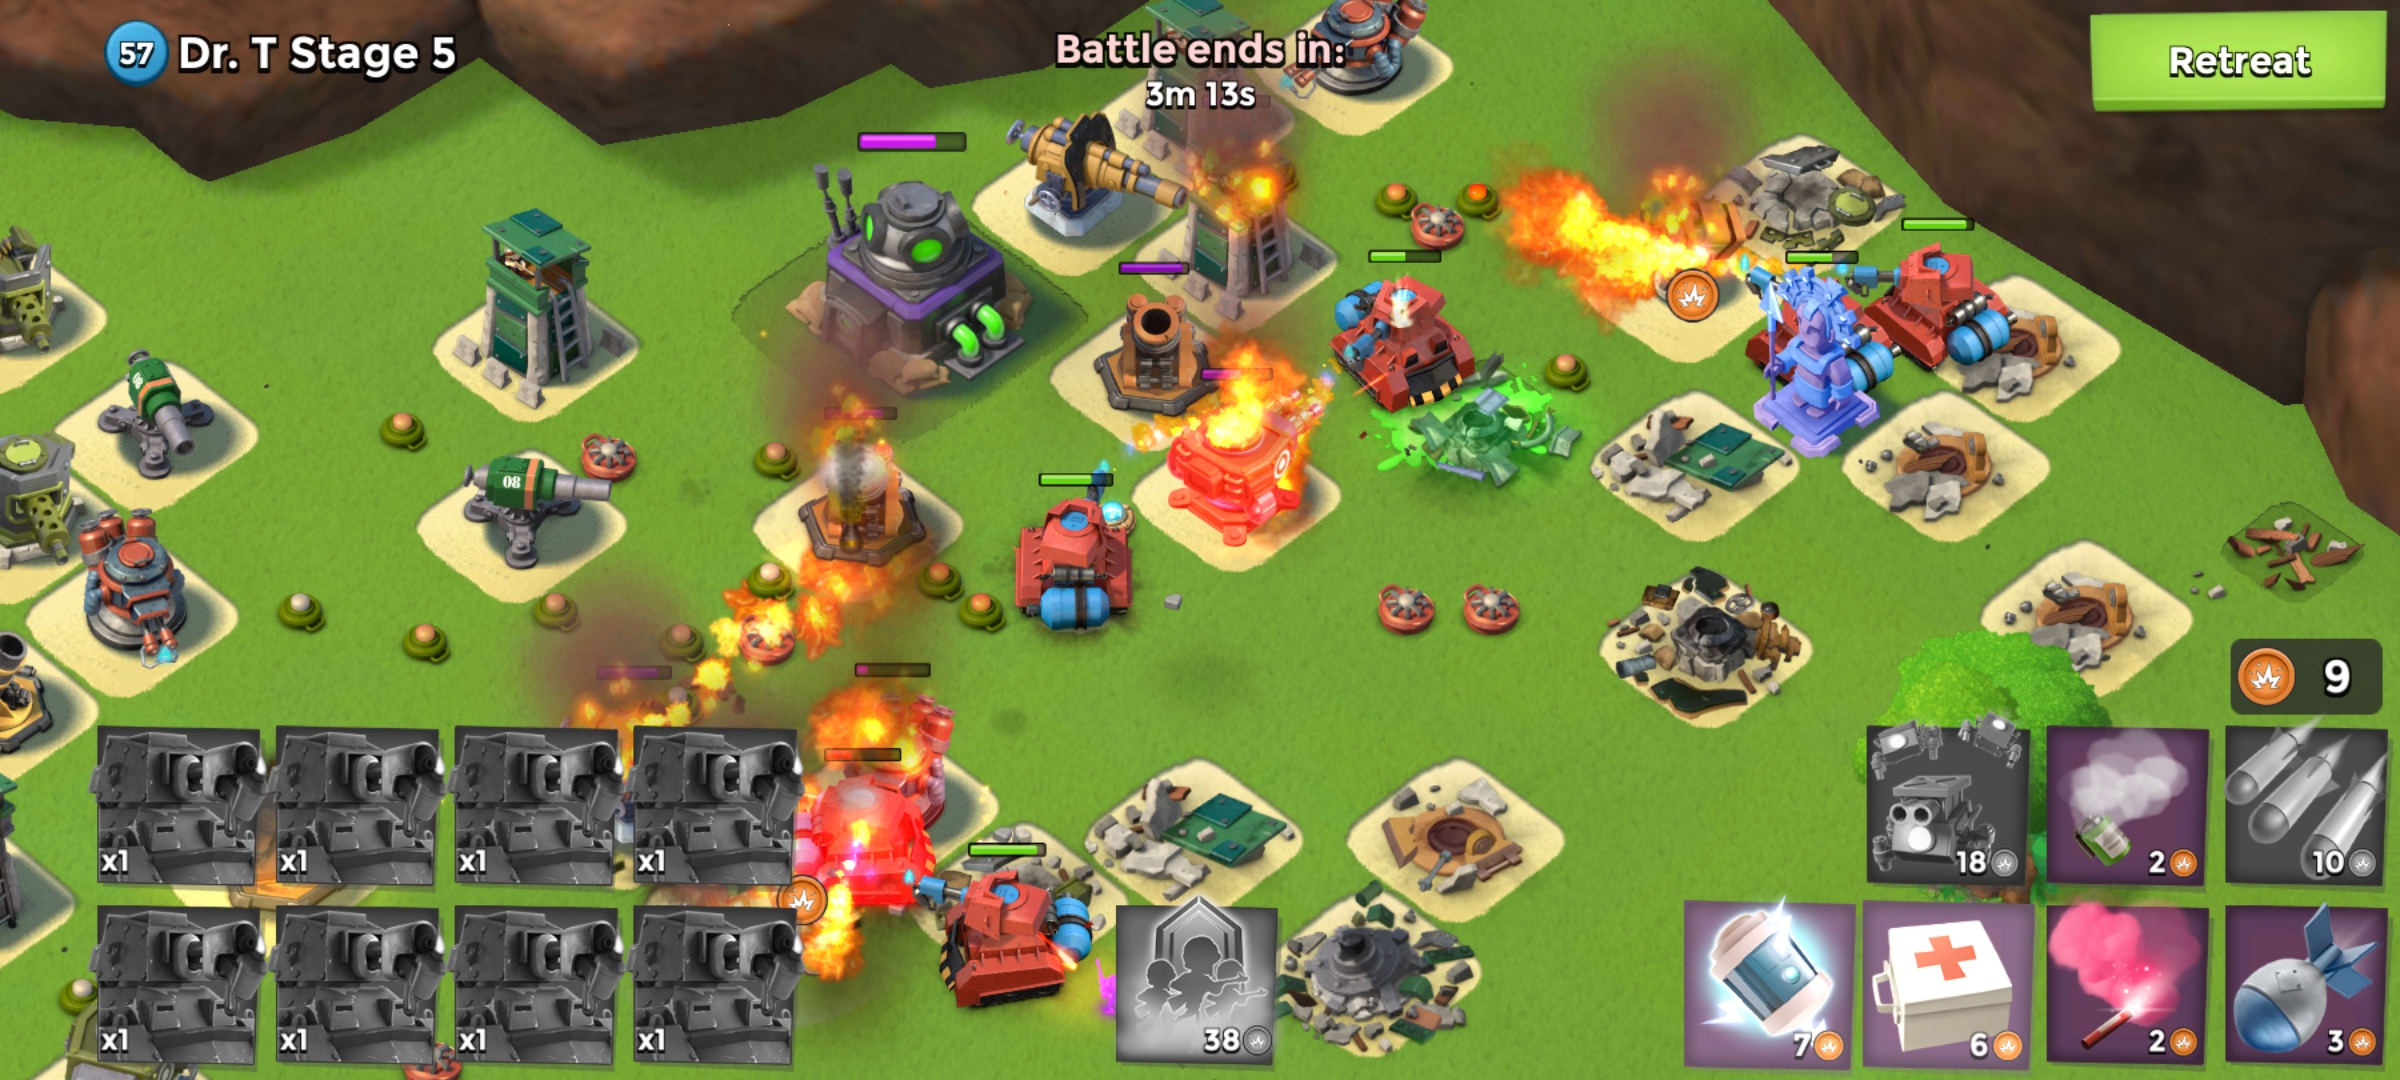 57 Dr. T Stage 5
Battle ends in:
3m 13s
Retreat
08
08
9
x1
x1
x1
x1
18
2
10
x1
x1
x1
x1
38
7
6
2
3